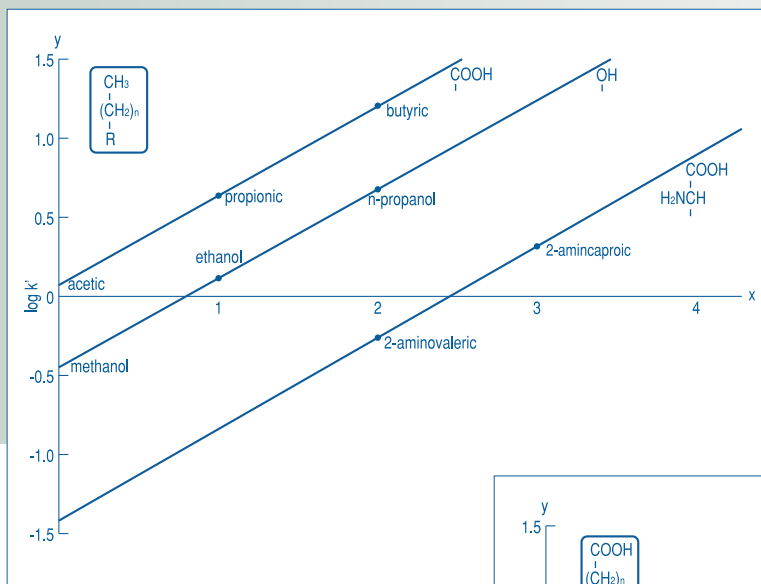 y
1.5
CH₃
(CH₂)n
R
COOH
OH
butyric
1.0
COOH
H₂NCH
propionic
n-propanol
0.5
ethanol
2-amincaproic
acetic
log k'
0
1
2
3
4
x
2-aminovaleric
methanol
-0.5
-1.0
-1.5
y
1.5
COOH
(CH₂)n